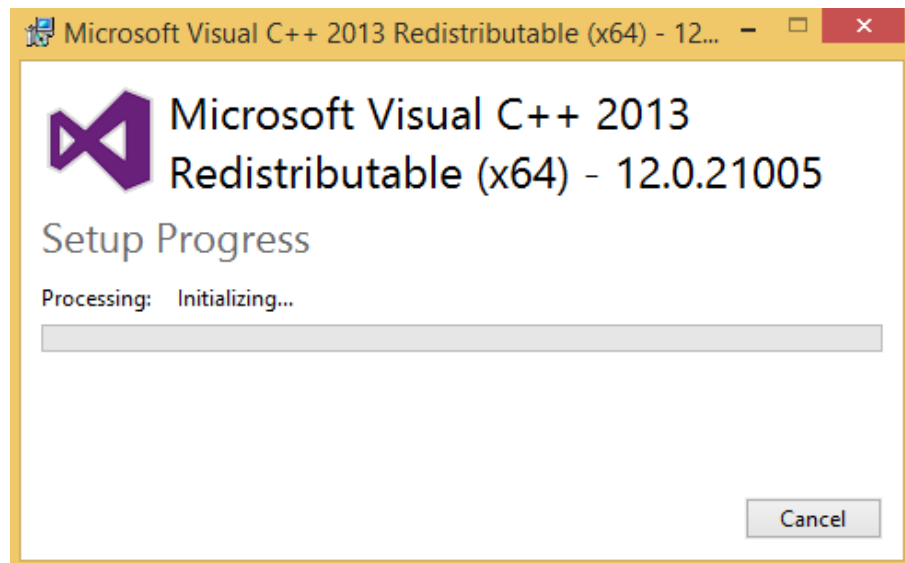 Microsoft Visual C++ 2013 Redistributable (x64) - 12...
Microsoft Visual C++ 2013
Redistributable (x64) - 12.0.21005
Setup Progress
Processing: Initializing...
Cancel